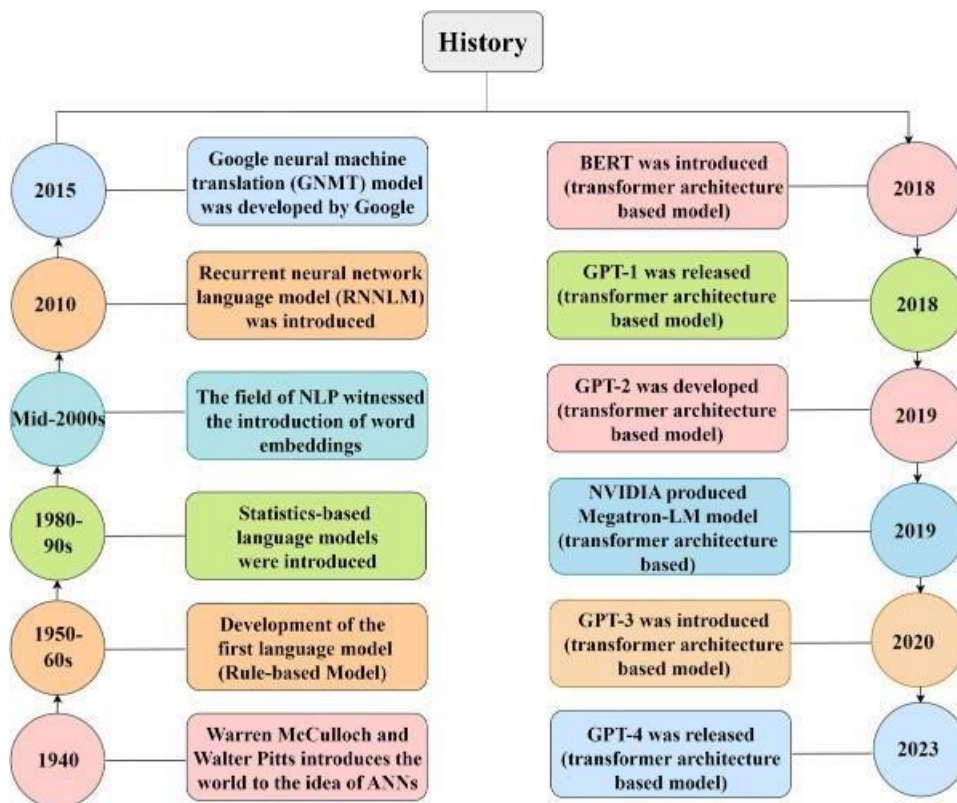 History
2015
Google neural machine
translation (GNMT) model
was developed by Google
2010
Recurrent neural network
language model (RNNLM)
was introduced
Mid-2000s
The field of NLP witnessed
the introduction of word
embeddings
1980-
90s
Statistics-based
language models
were introduced
1950-
60s
Development of the
first language model
(Rule-based Model)
1940
Warren McCulloch and
Walter Pitts introduces the
world to the idea of ANNs
BERT was introduced
(transformer architecture
based model)
2018
GPT-1 was released
(transformer architecture
based model)
2018
GPT-2 was developed
(transformer architecture
based model)
2019
NVIDIA produced
Megatron-LM model
(transformer architecture
based)
2019
GPT-3 was introduced
(transformer architecture
based model)
2020
GPT-4 was released
(transformer architecture
based model)
2023